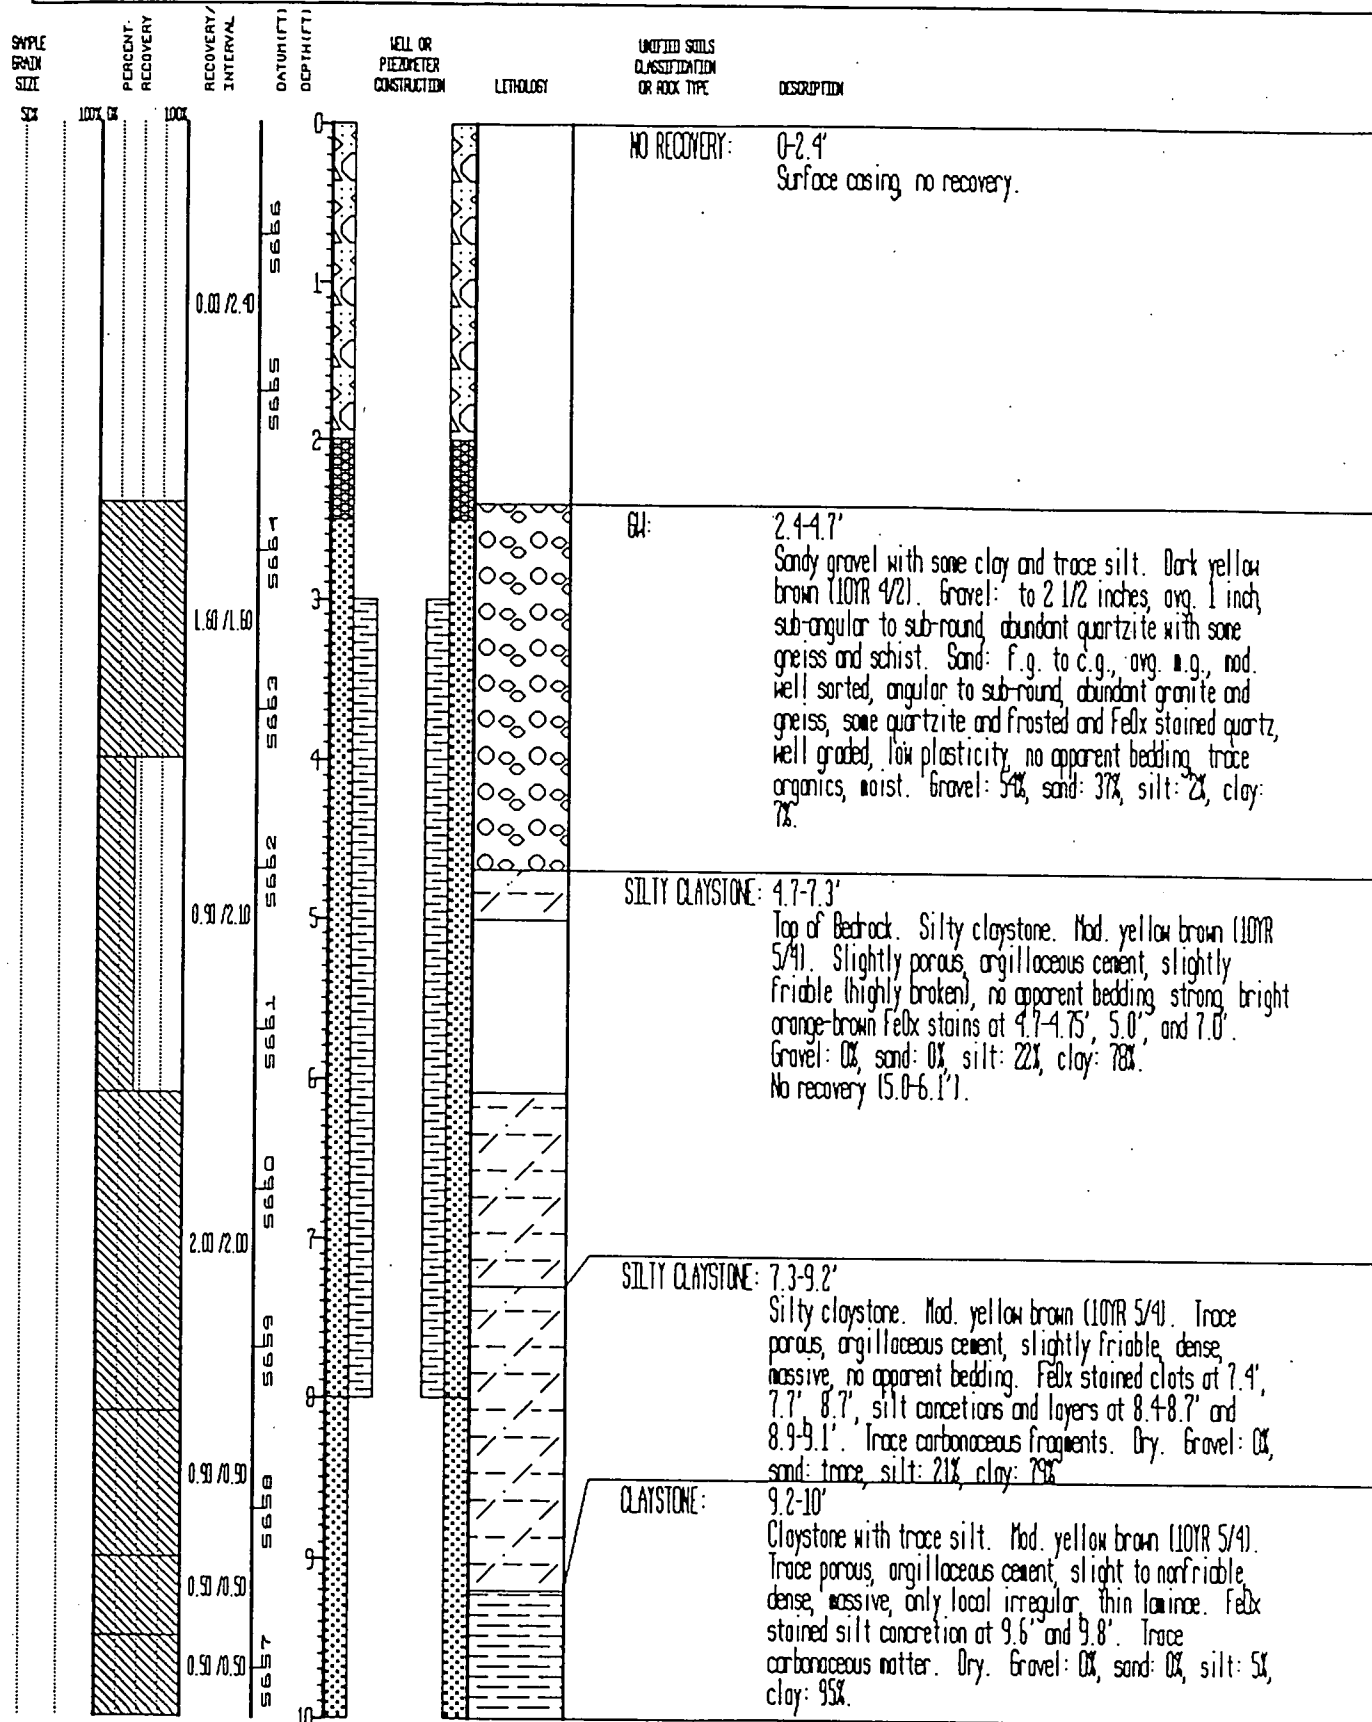 SAMPLE GRAIN SIZE
PERCENT RECOVERY
RECOVERY/ INTERVAL
DATUM(FT)
DEPTH(FT)
WELL OR PIEZOMETER CONSTRUCTION
LITHOLOGY
UNIFIED SOILS CLASSIFICATION OR ROCK TYPE
DESCRIPTION
100% 0% 100%
0
NO RECOVERY: 0-2.4'
Surface casing, no recovery.
5666
1
0.00 /2.40
5665
2
GW: 2.4-4.7'
Sandy gravel with some clay and trace silt. Dark yellow
brown (10YR 4/2). Gravel: to 2 1/2 inches, avg. 1 inch,
sub-angular to sub-round, abundant quartzite with some
gneiss and schist. Sand: f.g. to c.g., avg. m.g., mod.
well sorted, angular to sub-round, abundant granite and
gneiss, some quartzite and frosted and FeOx stained quartz,
well graded, low plasticity, no apparent bedding, trace
organics, moist. Gravel: 54%, sand: 37%, silt: 2%, clay:
7%.
5664
3
1.60 /1.60
5663
4
5662
SILTY CLAYSTONE: 4.7-7.3'
Top of Bedrock. Silty claystone. Mod. yellow brown (10YR
5/4). Slightly porous, argillaceous cement, slightly
friable (highly broken), no apparent bedding, strong, bright
orange-brown FeOx stains at 4.7-4.75', 5.0', and 7.0'.
Gravel: 0%, sand: 0%, silt: 22%, clay: 78%.
No recovery (5.0-6.1').
0.90 /2.10
5
5661
6
5660
2.00 /2.00
7
SILTY CLAYSTONE: 7.3-9.2'
Silty claystone. Mod. yellow brown (10YR 5/4). Trace
porous, argillaceous cement, slightly friable, dense,
massive, no apparent bedding. FeOx stained clots at 7.4',
7.7', 8.7', silt concetions and layers at 8.4-8.7' and
8.9-9.1'. Trace carbonaceous fragments. Dry. Gravel: 0%,
sand: trace, silt: 21%, clay: 79%
5659
8
0.90 /0.90
5658
CLAYSTONE: 9.2-10'
Claystone with trace silt. Mod. yellow brown (10YR 5/4).
Trace porous, argillaceous cement, slight to nonfriable,
dense, massive, only local irregular, thin laminae. FeOx
stained silt concretion at 9.6' and 9.8'. Trace
carbonaceous matter. Dry. Gravel: 0%, sand: 0%, silt: 5%,
clay: 95%.
9
0.50 /0.50
0.50 /0.50
5657
10